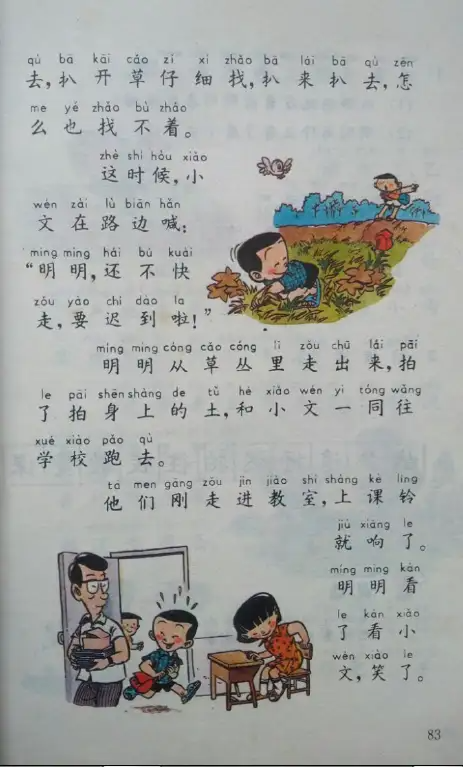 qù bā kāi cǎo zǐ xì zhǎo bā lái bā qù zěn
去，扒开草仔细找，扒来扒去，怎
me yě zhǎo bù zháo
么也找不着。
zhè shí hòu xiǎo
这时候，小
wén zài lù biān hǎn
文在路边喊：
míng míng hái bú kuài
“明明，还不快
zǒu yào chí dào la
走，要迟到啦！”
míng míng cóng cǎo cóng lǐ zǒu chū lái pāi
明明从草丛里走出来，拍
le pāi shēn shàng de tǔ hé xiǎo wén yì tóng wǎng
了拍身上的土，和小文一同往
xué xiào pǎo qù
学校跑去。
tā men gāng zǒu jìn jiào shì shàng kè líng
他们刚走进教室，上课铃
jiù xiǎng le
就响了。
míng míng kàn
明明看
le kàn xiǎo
了看小
wén xiào le
文，笑了。
83